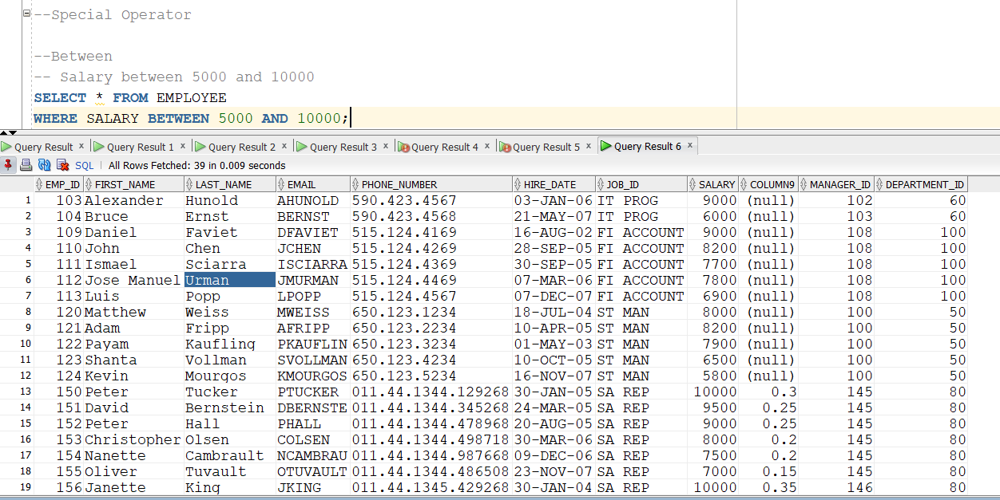 --Special Operator
--Between
-- Salary between 5000 and 10000
SELECT * FROM EMPLOYEE
WHERE SALARY BETWEEN 5000 AND 10000;
Query Result x Query Result 1 x Query Result 2 x Query Result 3 x Query Result 4 x Query Result 5 x Query Result 6 x
SQL | All Rows Fetched: 39 in 0.009 seconds
EMP_ID FIRST_NAME LAST_NAME EMAIL PHONE_NUMBER HIRE_DATE JOB_ID SALARY COLUMN9 MANAGER_ID DEPARTMENT_ID
1 103 Alexander Hunold AHUNOLD 590.423.4567 03-JAN-06 IT PROG 9000 (null) 102 60
2 104 Bruce Ernst BERNST 590.423.4568 21-MAY-07 IT PROG 6000 (null) 103 60
3 109 Daniel Faviet DFAVIET 515.124.4169 16-AUG-02 FI ACCOUNT 9000 (null) 108 100
4 110 John Chen JCHEN 515.124.4269 28-SEP-05 FI ACCOUNT 8200 (null) 108 100
5 111 Ismael Sciarra ISCIARRA 515.124.4369 30-SEP-05 FI ACCOUNT 7700 (null) 108 100
6 112 Jose Manuel Urman JMURMAN 515.124.4469 07-MAR-06 FI ACCOUNT 7800 (null) 108 100
7 113 Luis Popp LPOPP 515.124.4567 07-DEC-07 FI ACCOUNT 6900 (null) 108 100
8 120 Matthew Weiss MWEISS 650.123.1234 18-JUL-04 ST MAN 8000 (null) 100 50
9 121 Adam Fripp AFRIPP 650.123.2234 10-APR-05 ST MAN 8200 (null) 100 50
10 122 Payam Kaufling PKAUFLIN 650.123.3234 01-MAY-03 ST MAN 7900 (null) 100 50
11 123 Shanta Vollman SVOLLMAN 650.123.4234 10-OCT-05 ST MAN 6500 (null) 100 50
12 124 Kevin Mourgos KMOURGOS 650.123.5234 16-NOV-07 ST MAN 5800 (null) 100 50
13 150 Peter Tucker PTUCKER 011.44.1344.129268 30-JAN-05 SA REP 10000 0.3 145 80
14 151 David Bernstein DBERNSTE 011.44.1344.345268 24-MAR-05 SA REP 9500 0.25 145 80
15 152 Peter Hall PHALL 011.44.1344.478968 20-AUG-05 SA REP 9000 0.25 145 80
16 153 Christopher Olsen COLSEN 011.44.1344.498718 30-MAR-06 SA REP 8000 0.2 145 80
17 154 Nanette Cambrault NCAMBRAU 011.44.1344.987668 09-DEC-06 SA REP 7500 0.2 145 80
18 155 Oliver Tuvault OTUVAULT 011.44.1344.486508 23-NOV-07 SA REP 7000 0.15 145 80
19 156 Janette King JKING 011.44.1345.429268 30-JAN-04 SA REP 10000 0.35 146 80